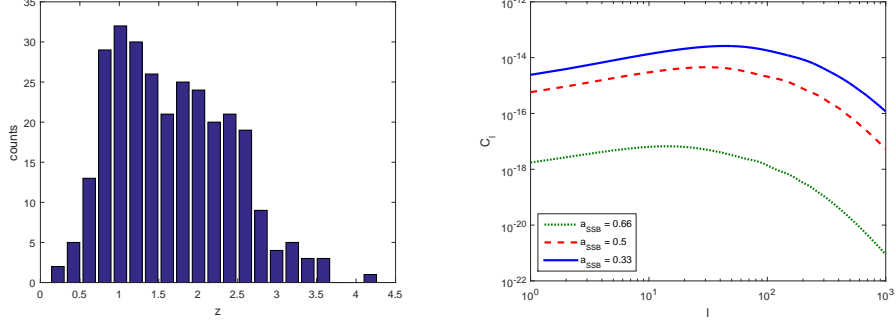 35
30
25
20
15
10
5
0
counts
0 0.5 1 1.5 2 2.5 3 3.5 4 4.5
z
10^-12
10^-14
10^-16
10^-18
10^-20
10^-22
C_l
a_SSB = 0.66
a_SSB = 0.5
a_SSB = 0.33
10^0 10^1 10^2 10^3
l